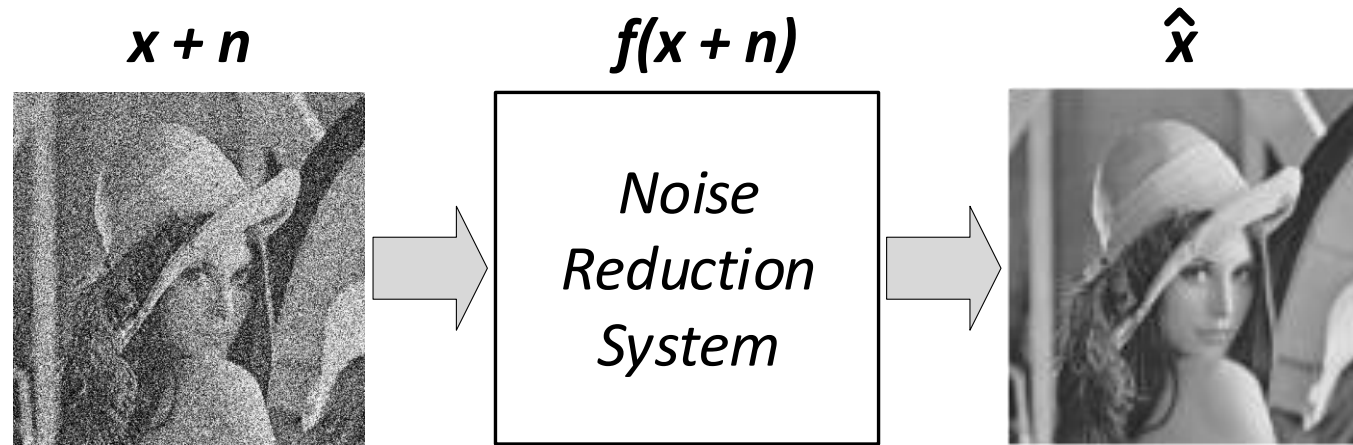 x + n
f(x + n)
x̂
Noise
Reduction
System